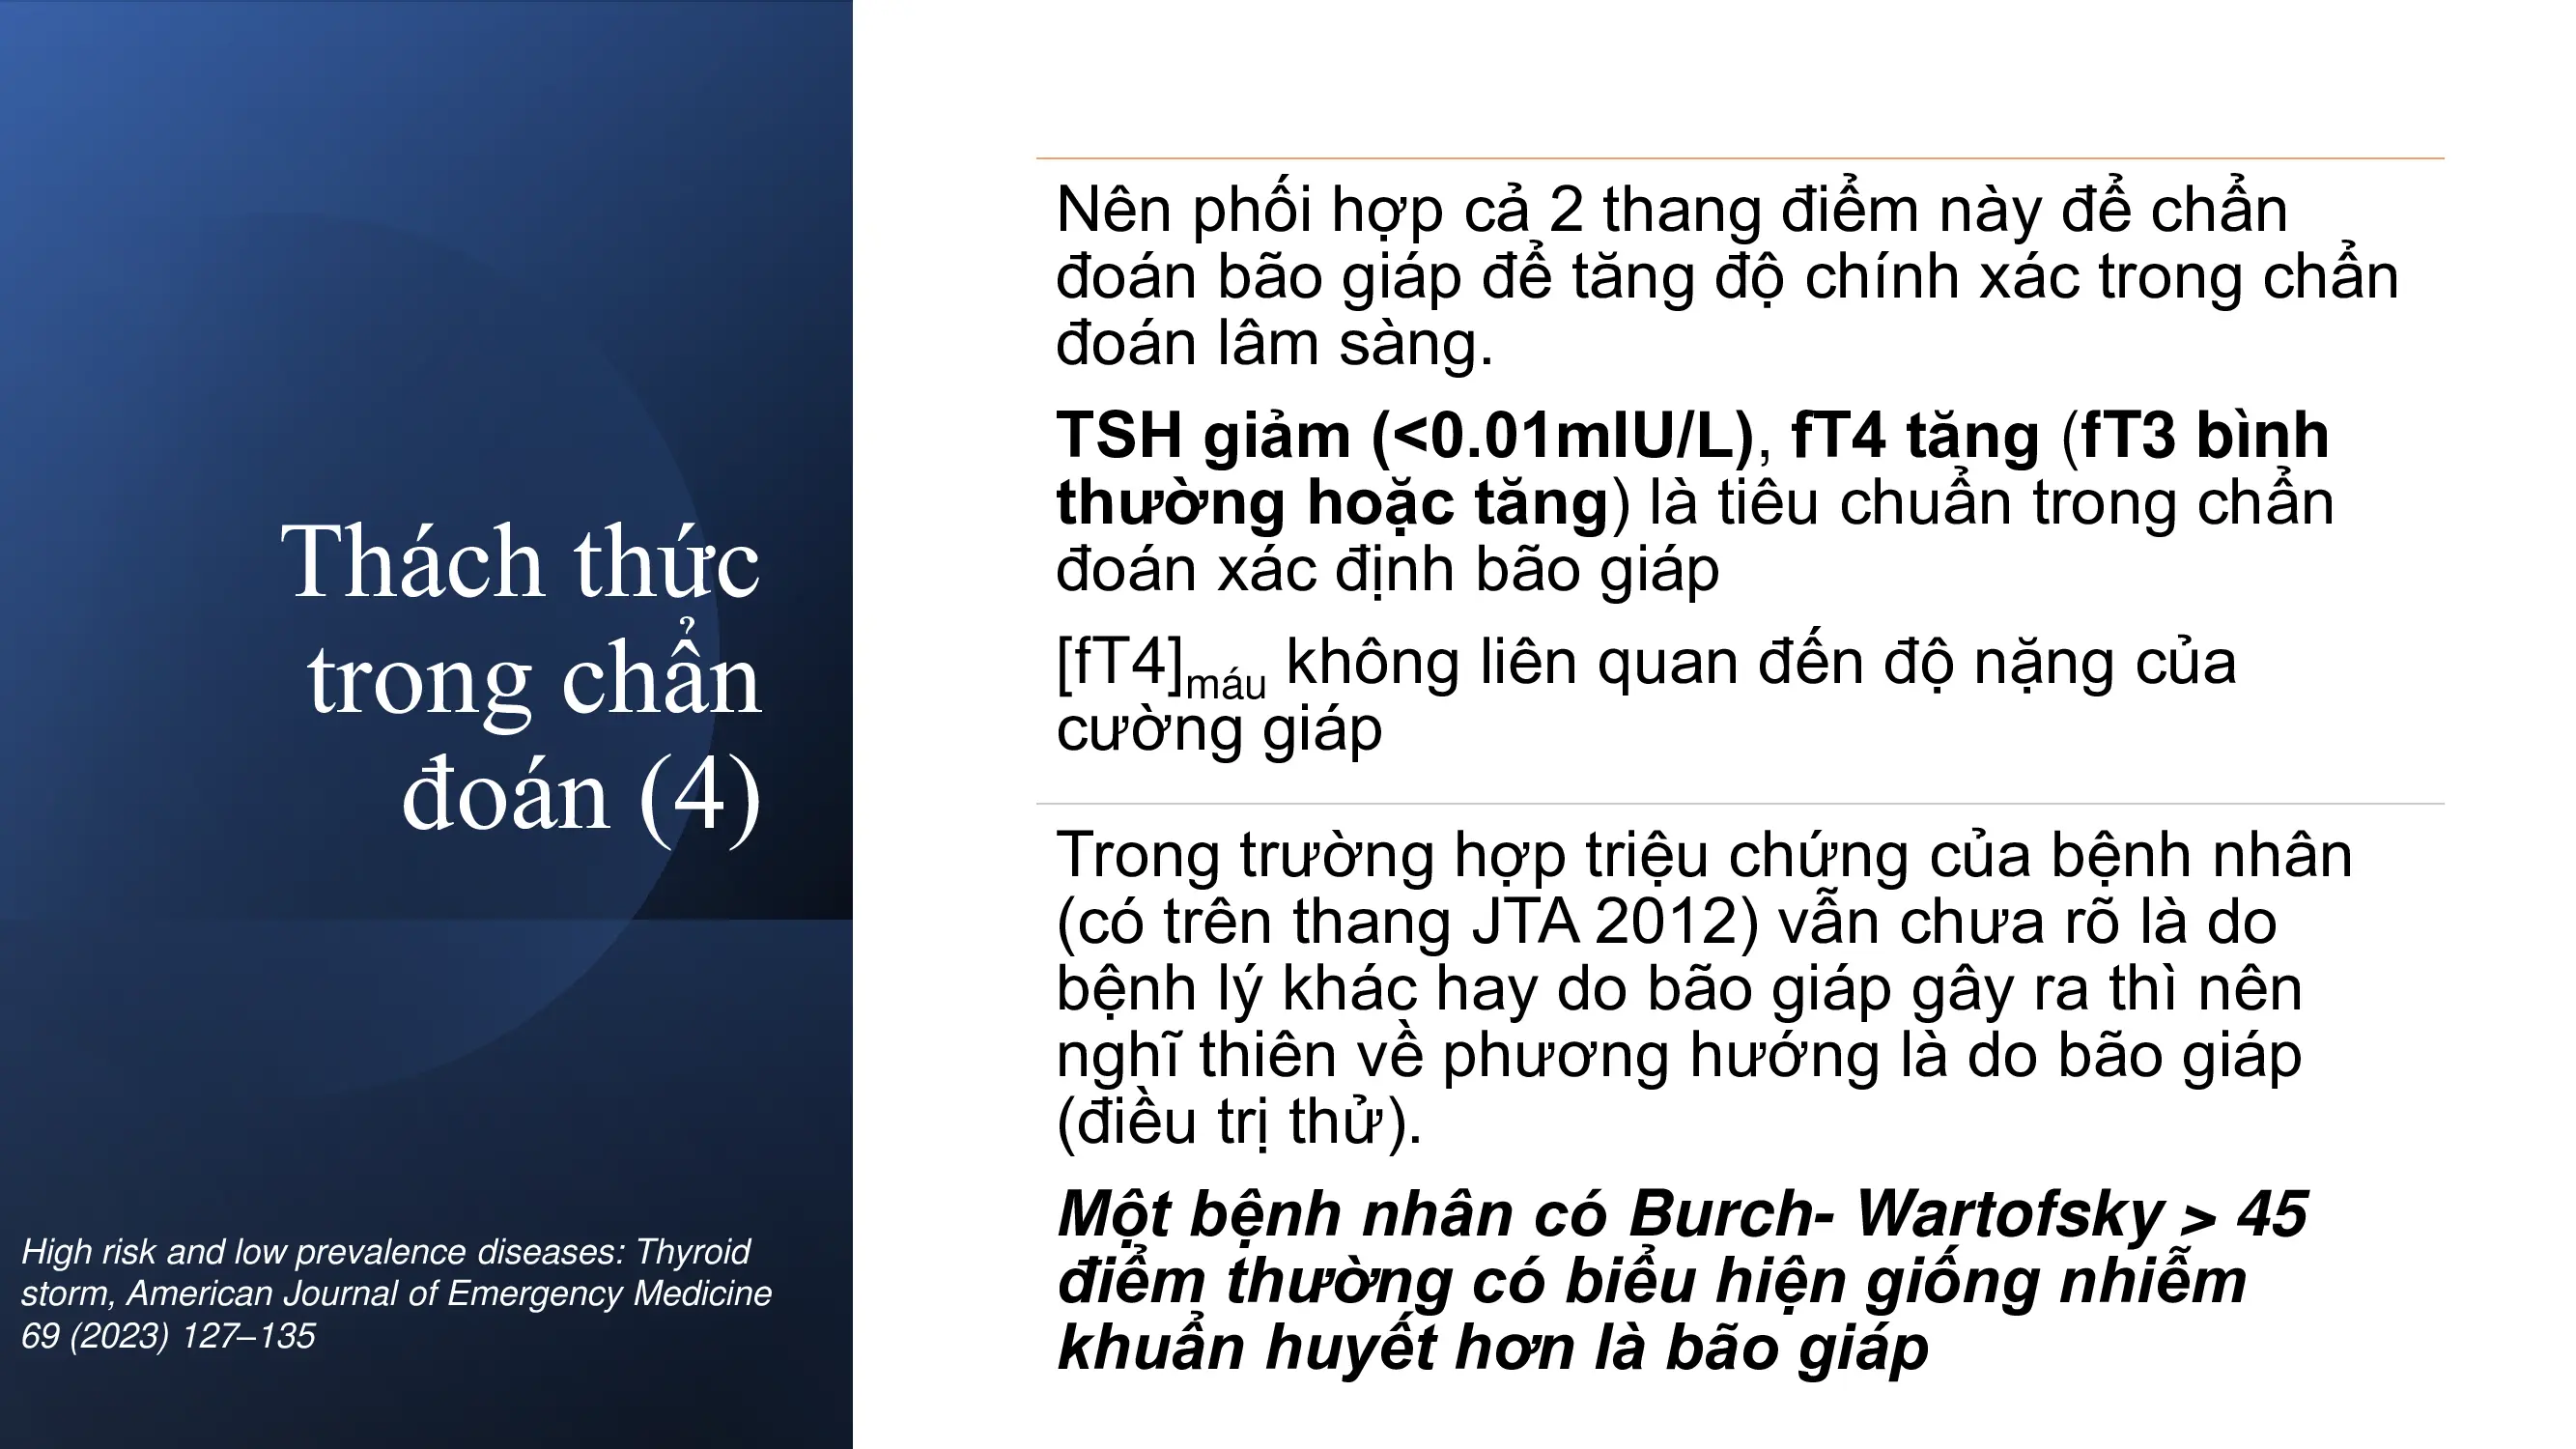 Thách thức
trong chẩn
đoán (4)
High risk and low prevalence diseases: Thyroid
storm, American Journal of Emergency Medicine
69 (2023) 127–135
Nên phối hợp cả 2 thang điểm này để chẩn
đoán bão giáp để tăng độ chính xác trong chẩn
đoán lâm sàng.
TSH giảm (<0.01mIU/L), fT4 tăng (fT3 bình
thường hoặc tăng) là tiêu chuẩn trong chẩn
đoán xác định bão giáp
[fT4]máu không liên quan đến độ nặng của
cường giáp
Trong trường hợp triệu chứng của bệnh nhân
(có trên thang JTA 2012) vẫn chưa rõ là do
bệnh lý khác hay do bão giáp gây ra thì nên
nghĩ thiên về phương hướng là do bão giáp
(điều trị thử).
Một bệnh nhân có Burch- Wartofsky > 45
điểm thường có biểu hiện giống nhiễm
khuẩn huyết hơn là bão giáp